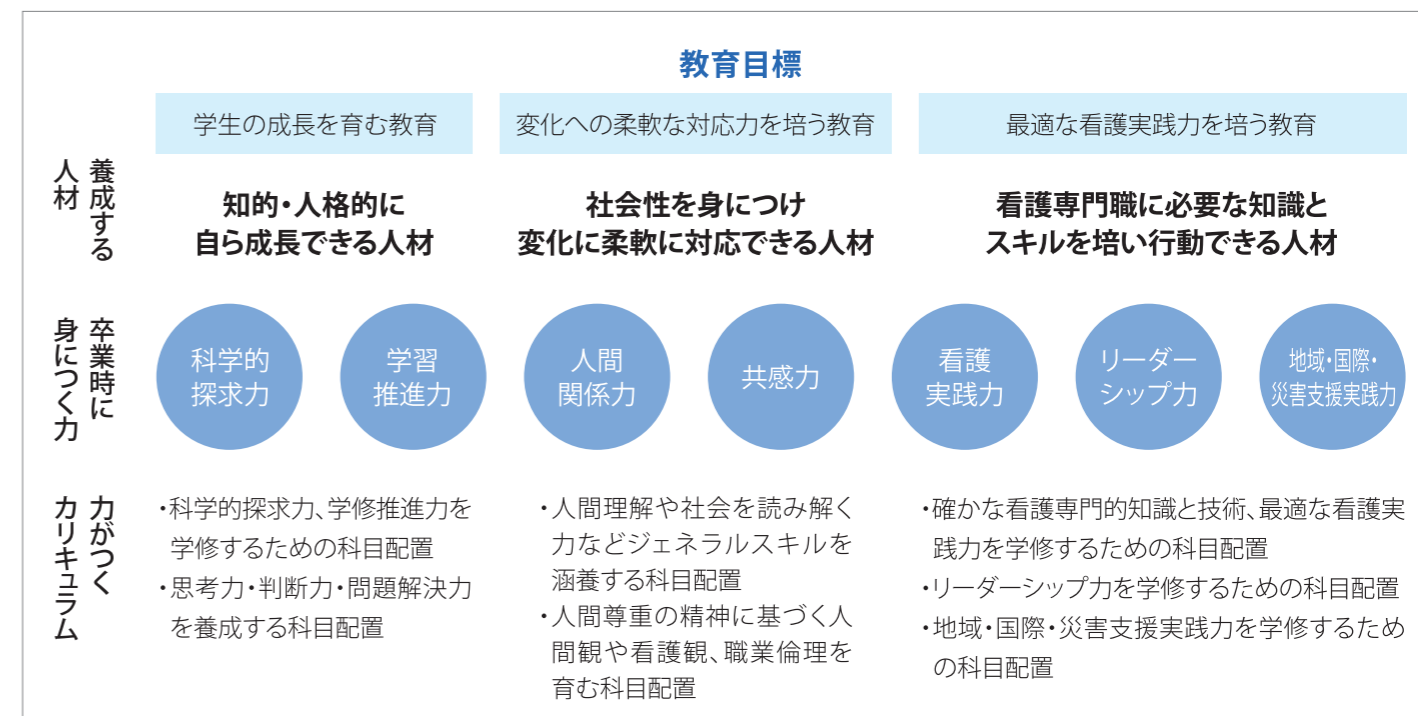 教育目標
学生の成長を育む教育
変化への柔軟な対応力を培う教育
最適な看護実践力を培う教育
養成する
人材
知的・人格的に
自ら成長できる人材
社会性を身につけ
変化に柔軟に対応できる人材
看護専門職に必要な知識と
スキルを培い行動できる人材
卒業時に
身につく力
科学的
探求力
学習
推進力
人間
関係力
共感力
看護
実践力
リーダー
シップ力
地域・国際・
災害支援実践力
力がつく
カリキュラム
・科学的探求力、学修推進力を
学修するための科目配置
・思考力・判断力・問題解決力
を養成する科目配置
・人間理解や社会を読み解く
力などジェネラルスキルを
涵養する科目配置
・人間尊重の精神に基づく人
間観や看護観、職業倫理を
育む科目配置
・確かな看護専門的知識と技術、最適な看護実
践力を学修するための科目配置
・リーダーシップ力を学修するための科目配置
・地域・国際・災害支援実践力を学修するため
の科目配置